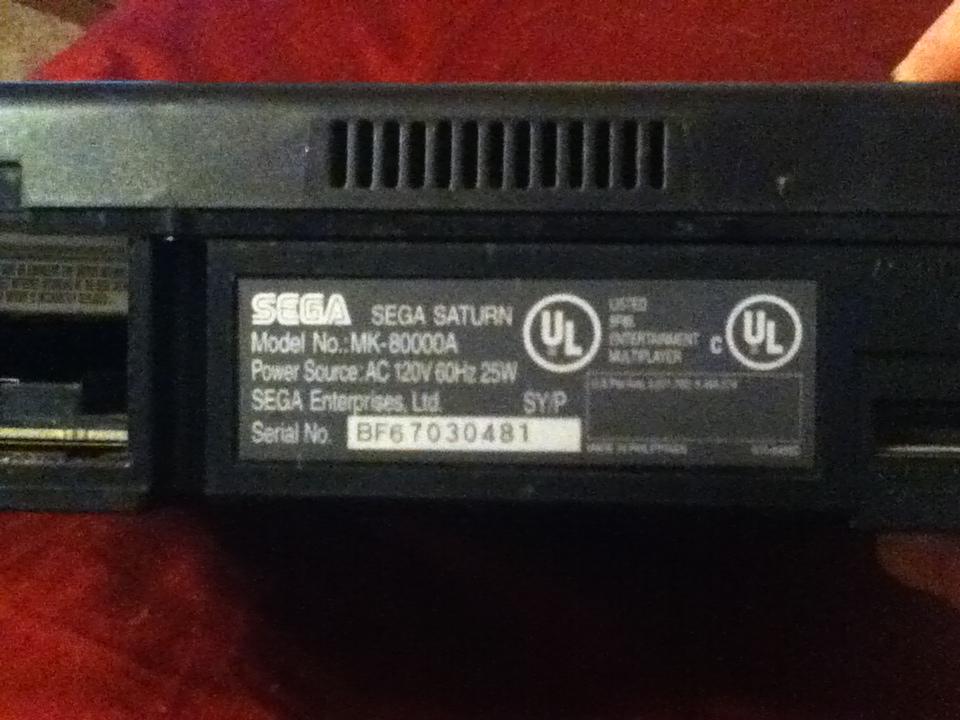 SEGA SEGA SATURN
Model No.:MK-80000A
Power Source: AC 120V 60Hz 25W
SEGA Enterprises, Ltd. SY/P
Serial No. BF67030481
UL
LISTED
ENTERTAINMENT
MULTIPLAYER
C UL
MADE IN PHILIPPINES